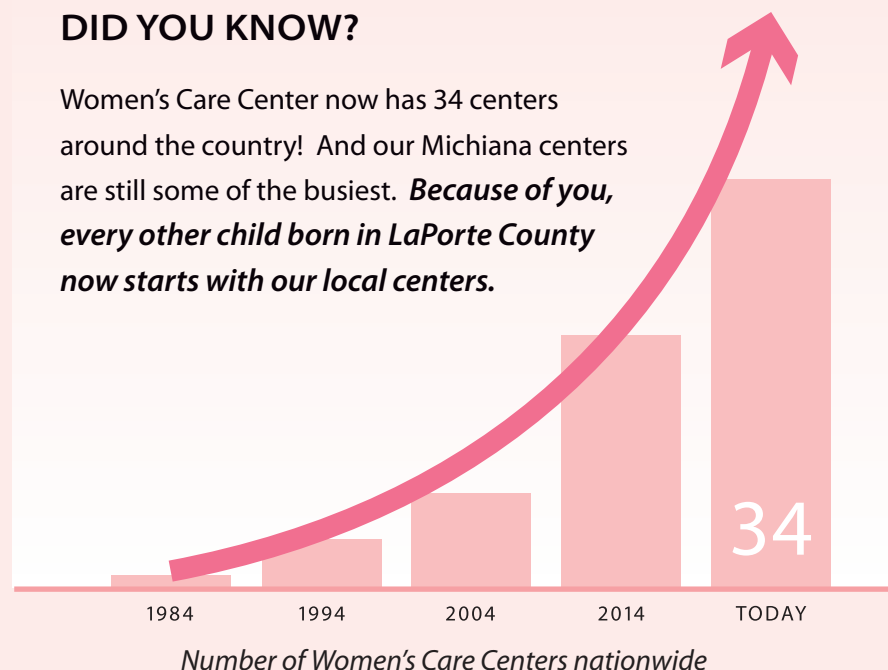 DID YOU KNOW?
Women’s Care Center now has 34 centers
around the country!  And our Michiana centers
are still some of the busiest.  Because of you,
every other child born in LaPorte County
now starts with our local centers.
34
1984 1994 2004 2014 TODAY
Number of Women’s Care Centers nationwide